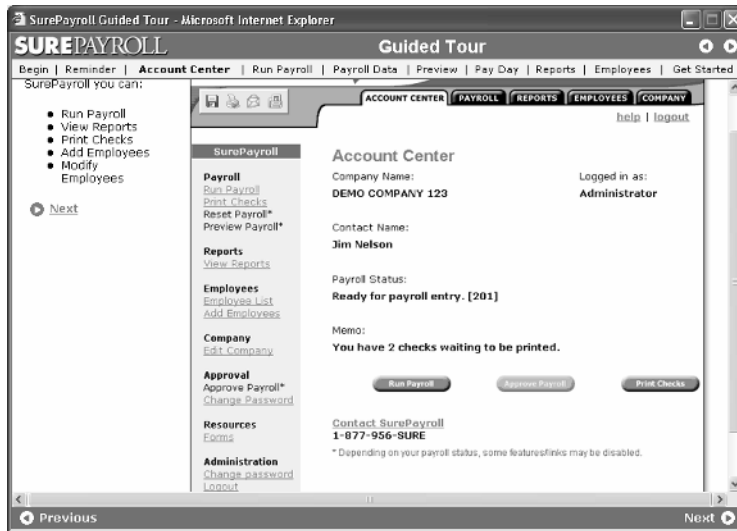 SurePayroll Guided Tour - Microsoft Internet Explorer
SUREPAYROLL Guided Tour
Begin | Reminder | Account Center | Run Payroll | Payroll Data | Preview | Pay Day | Reports | Employees | Get Started
SurePayroll you can:
• Run Payroll
• View Reports
• Print Checks
• Add Employees
• Modify
Employees
Next
ACCOUNT CENTER PAYROLL REPORTS EMPLOYEES COMPANY
help | logout
SurePayroll
Payroll
Run Payroll
Print Checks
Reset Payroll*
Preview Payroll*
Reports
View Reports
Employees
Employee List
Add Employees
Company
Edit Company
Approval
Approve Payroll*
Change Password
Resources
Forms
Administration
Change password
Logout
Account Center
Company Name: Logged in as:
DEMO COMPANY 123 Administrator
Contact Name:
Jim Nelson
Payroll Status:
Ready for payroll entry. [201]
Memo:
You have 2 checks waiting to be printed.
Run Payroll Approve Payroll Print Checks
Contact SurePayroll
1-877-956-SURE
* Depending on your payroll status, some features/links may be disabled.
Previous Next